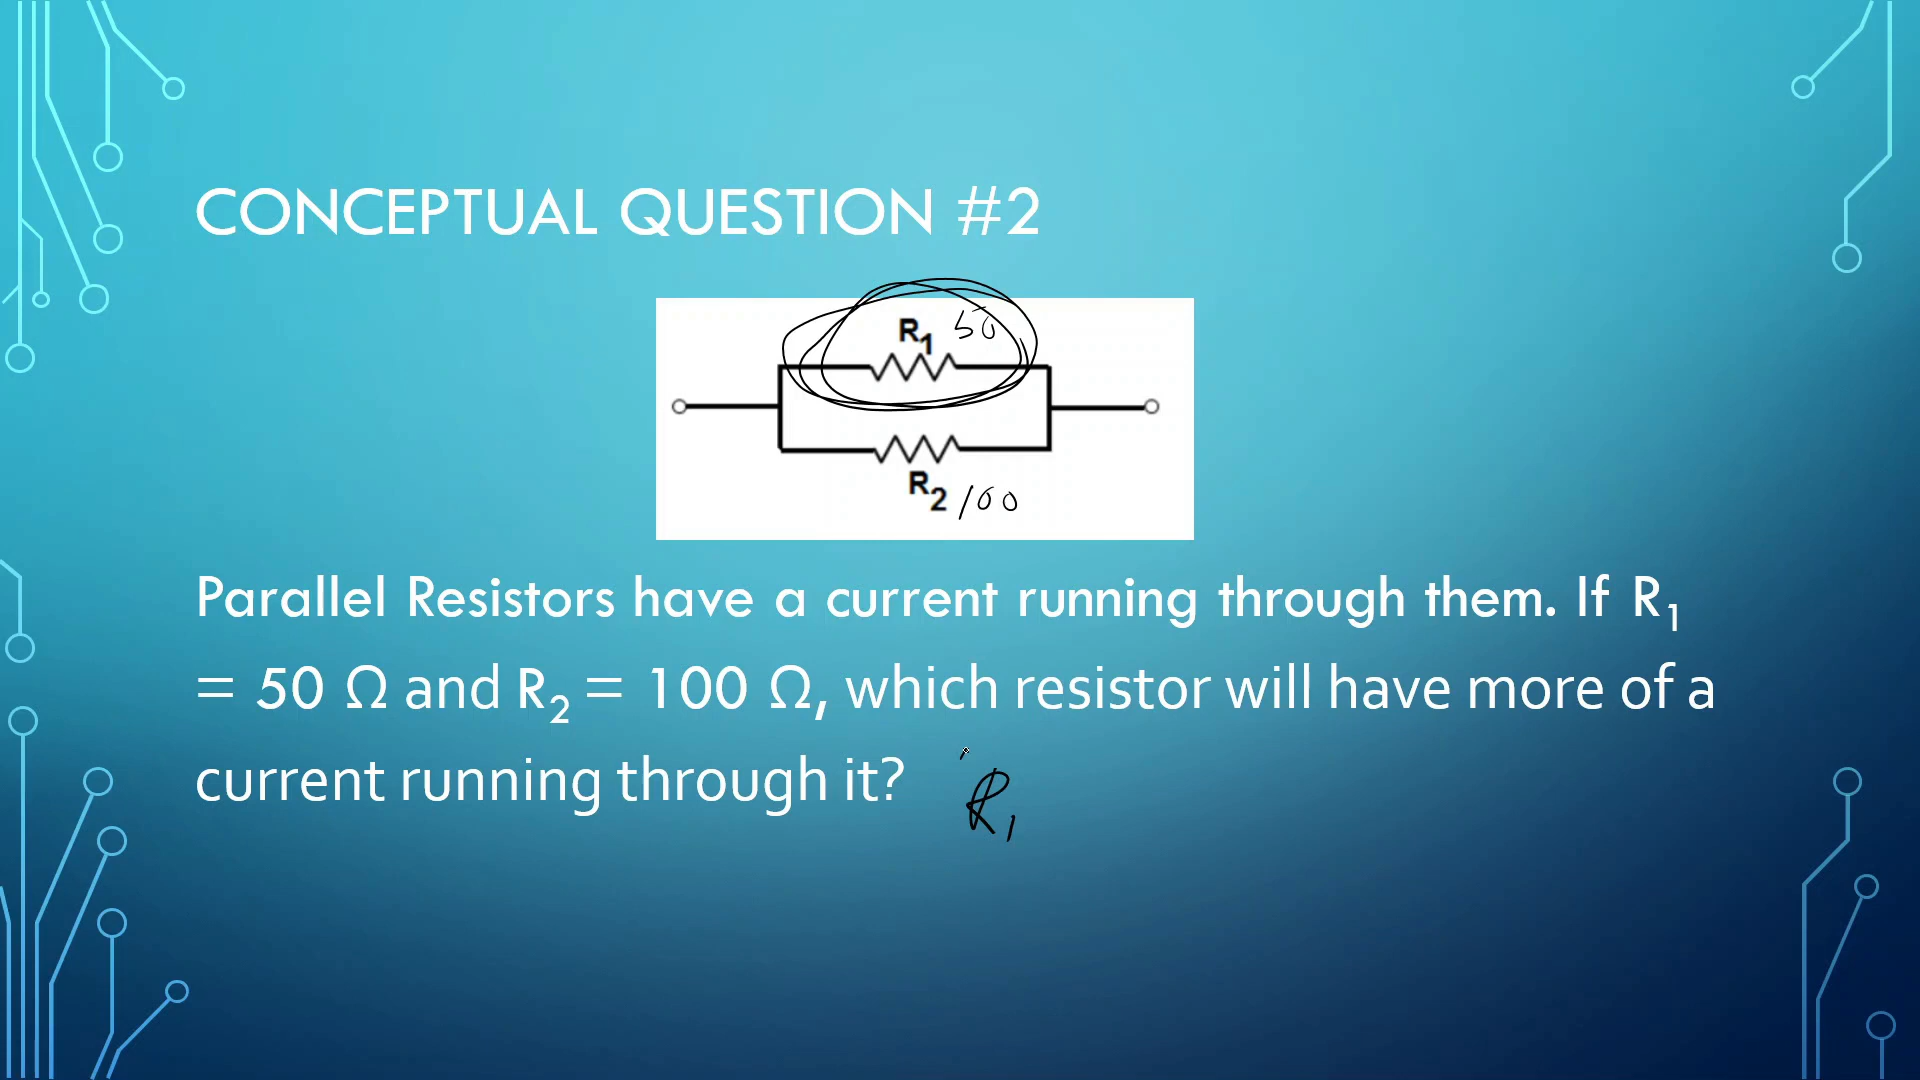 CONCEPTUAL QUESTION #2
R1 50
R2 100
Parallel Resistors have a current running through them. If R1
= 50 Ω and R2 = 100 Ω, which resistor will have more of a
current running through it?
R1